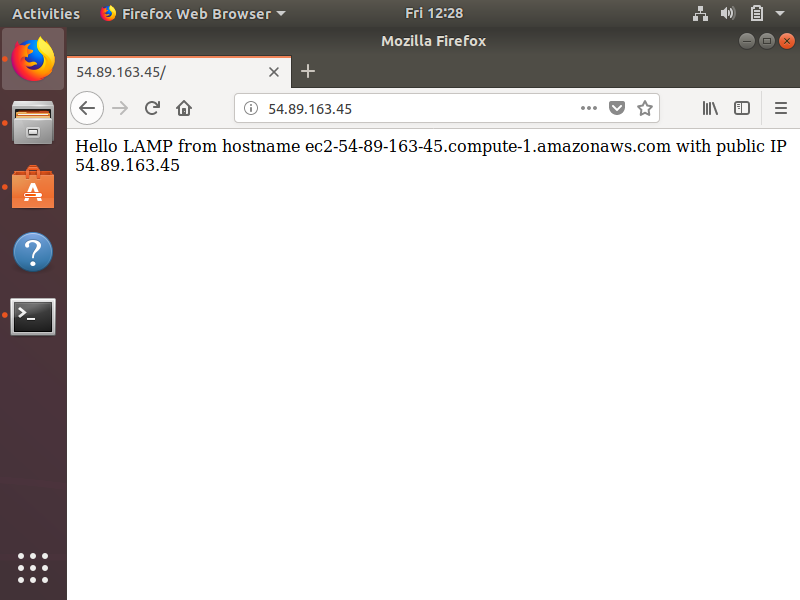 Activities Firefox Web Browser Fri 12:28
Mozilla Firefox
54.89.163.45/
54.89.163.45
Hello LAMP from hostname ec2-54-89-163-45.compute-1.amazonaws.com with public IP
54.89.163.45